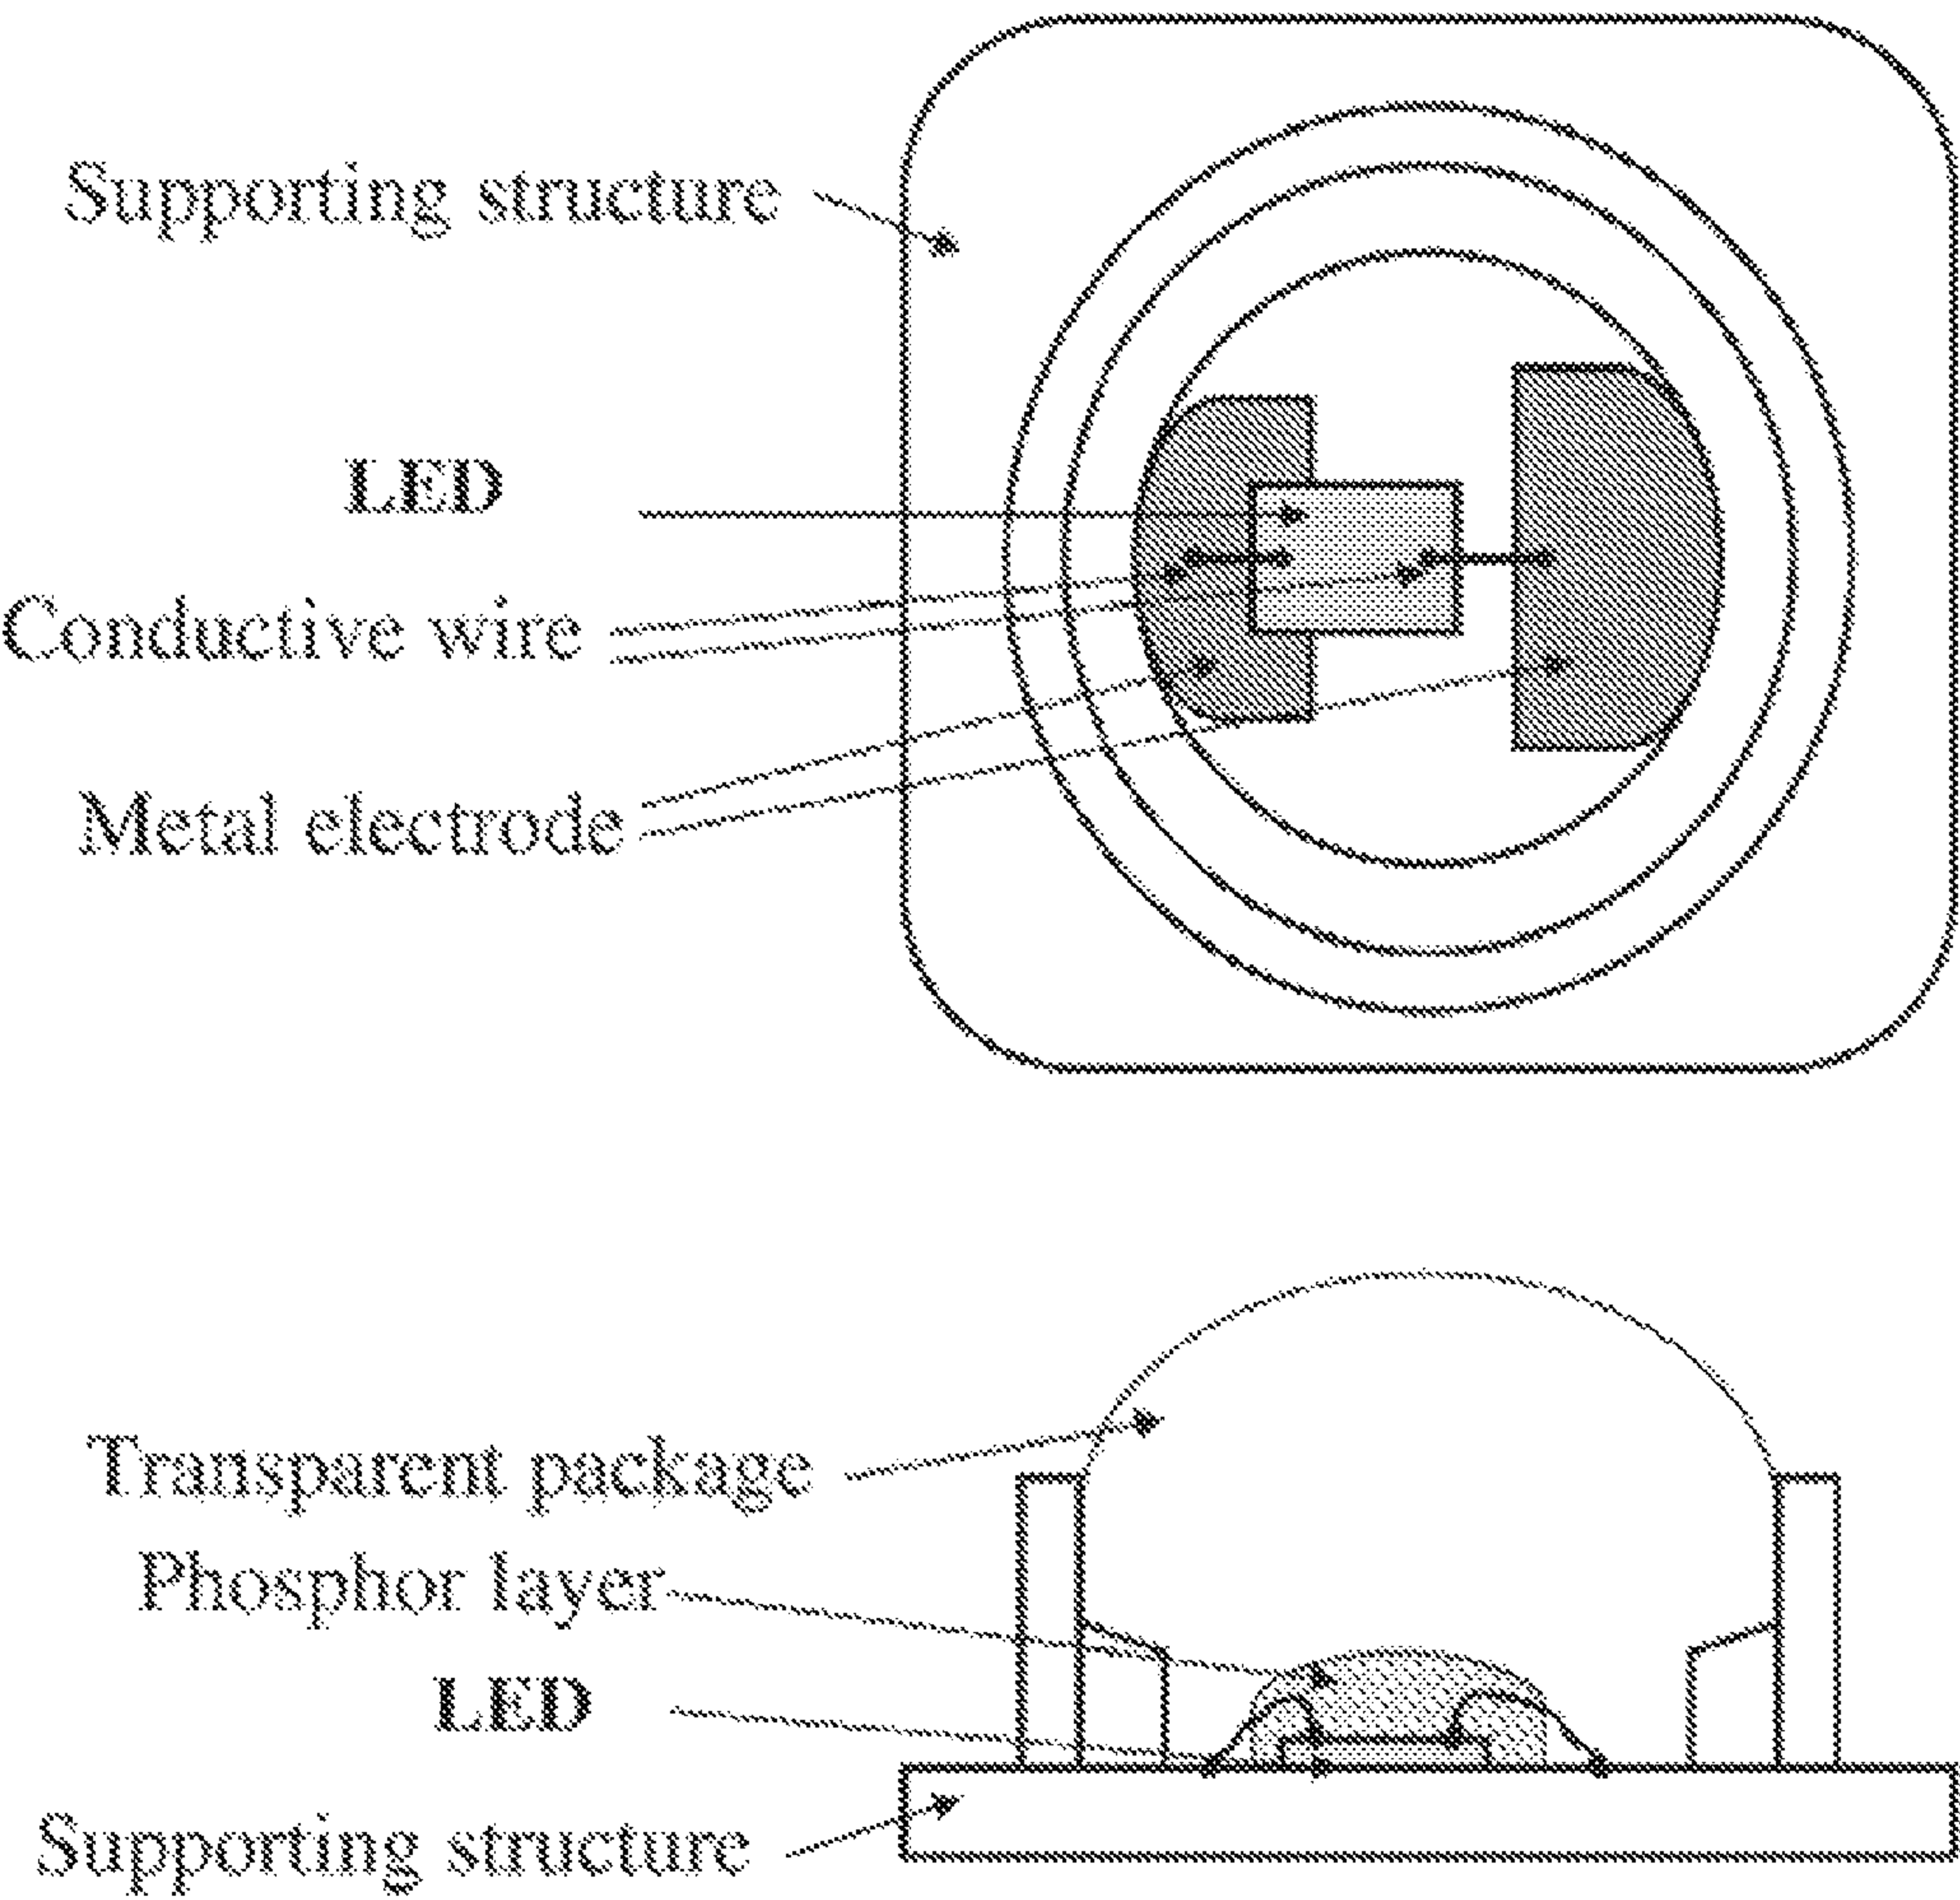 Supporting structure
LED
Conductive wire
Metal electrode
Transparent package
Phosphor layer
LED
Supporting structure